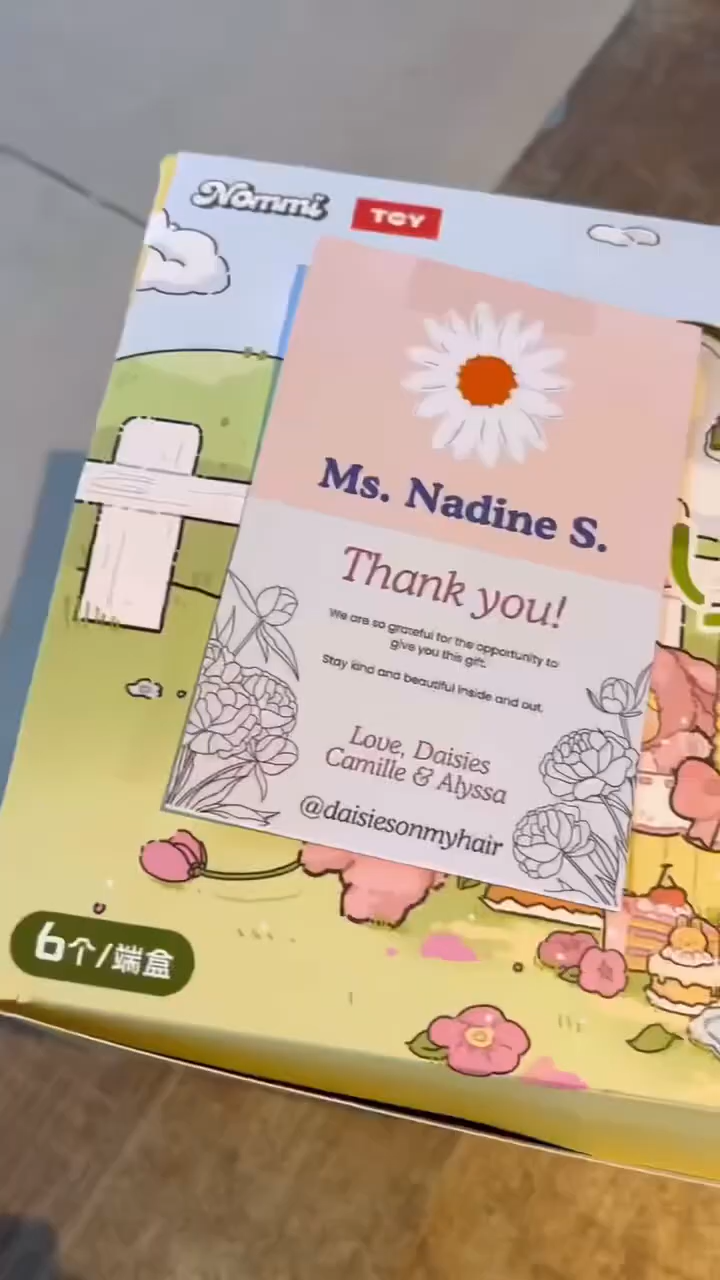 Nommi
TOY
Ms. Nadine S.
Thank you!
We are so grateful for the opportunity to
give you this gift.
Stay kind and beautiful inside and out.
Love, Daisies
Camille & Alyssa
@daisiesonmyhair
6个/端盒